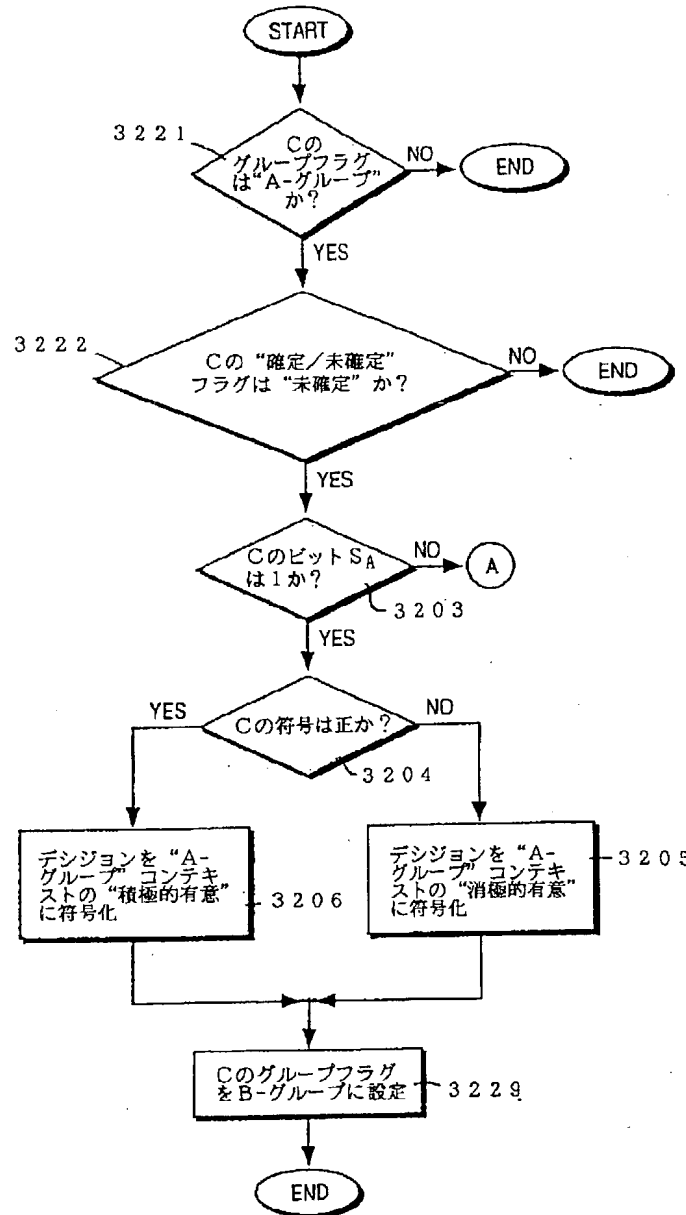 START
3221
Cの
グループフラグ
は“A-グループ”
か？
NO
END
YES
3222
Cの “確定／未確定”
フラグは“未確定”か？
NO
END
YES
CのビットSA
は1か？
NO
A
3203
YES
YES
Cの符号は正か？
NO
3204
デシジョンを “A-
グループ” コンテキ
ストの “積極的有意”
に符号化
3206
デシジョンを “A-
グループ” コンテキ
ストの “消極的有意”
に符号化
3205
Cのグループフラグ
をB-グループに設定
3229
END